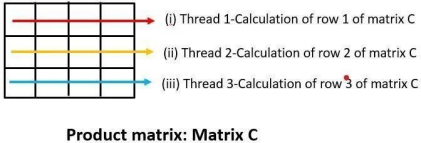 (i) Thread 1-Calculation of row 1 of matrix C
(ii) Thread 2-Calculation of row 2 of matrix C
(iii) Thread 3-Calculation of row 3 of matrix C
Product matrix: Matrix C